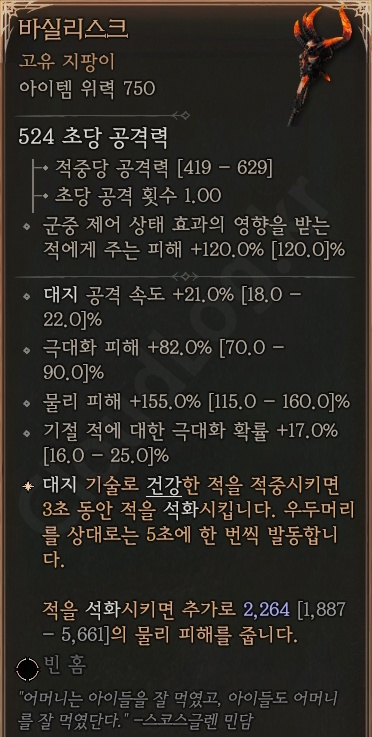 바실리스크
고유 지팡이
아이템 위력 750
524 초당 공격력
적중당 공격력 [419 – 629]
초당 공격 횟수 1.00
군중 제어 상태 효과의 영향을 받는
적에게 주는 피해 +120.0% [120.0]%
대지 공격 속도 +21.0% [18.0 –
22.0]%
극대화 피해 +82.0% [70.0 –
90.0]%
물리 피해 +155.0% [115.0 – 160.0]%
기절 적에 대한 극대화 확률 +17.0%
[16.0 – 25.0]%
대지 기술로 건강한 적을 적중시키면
3초 동안 적을 석화시킵니다. 우두머리
를 상대로는 5초에 한 번씩 발동합니
다.
적을 석화시키면 추가로 2,264 [1,887
– 5,661]의 물리 피해를 줍니다.
빈 홈
"어머니는 아이들을 잘 먹였고, 아이들도 어머니
를 잘 먹였단다." –스코스글렌 민담